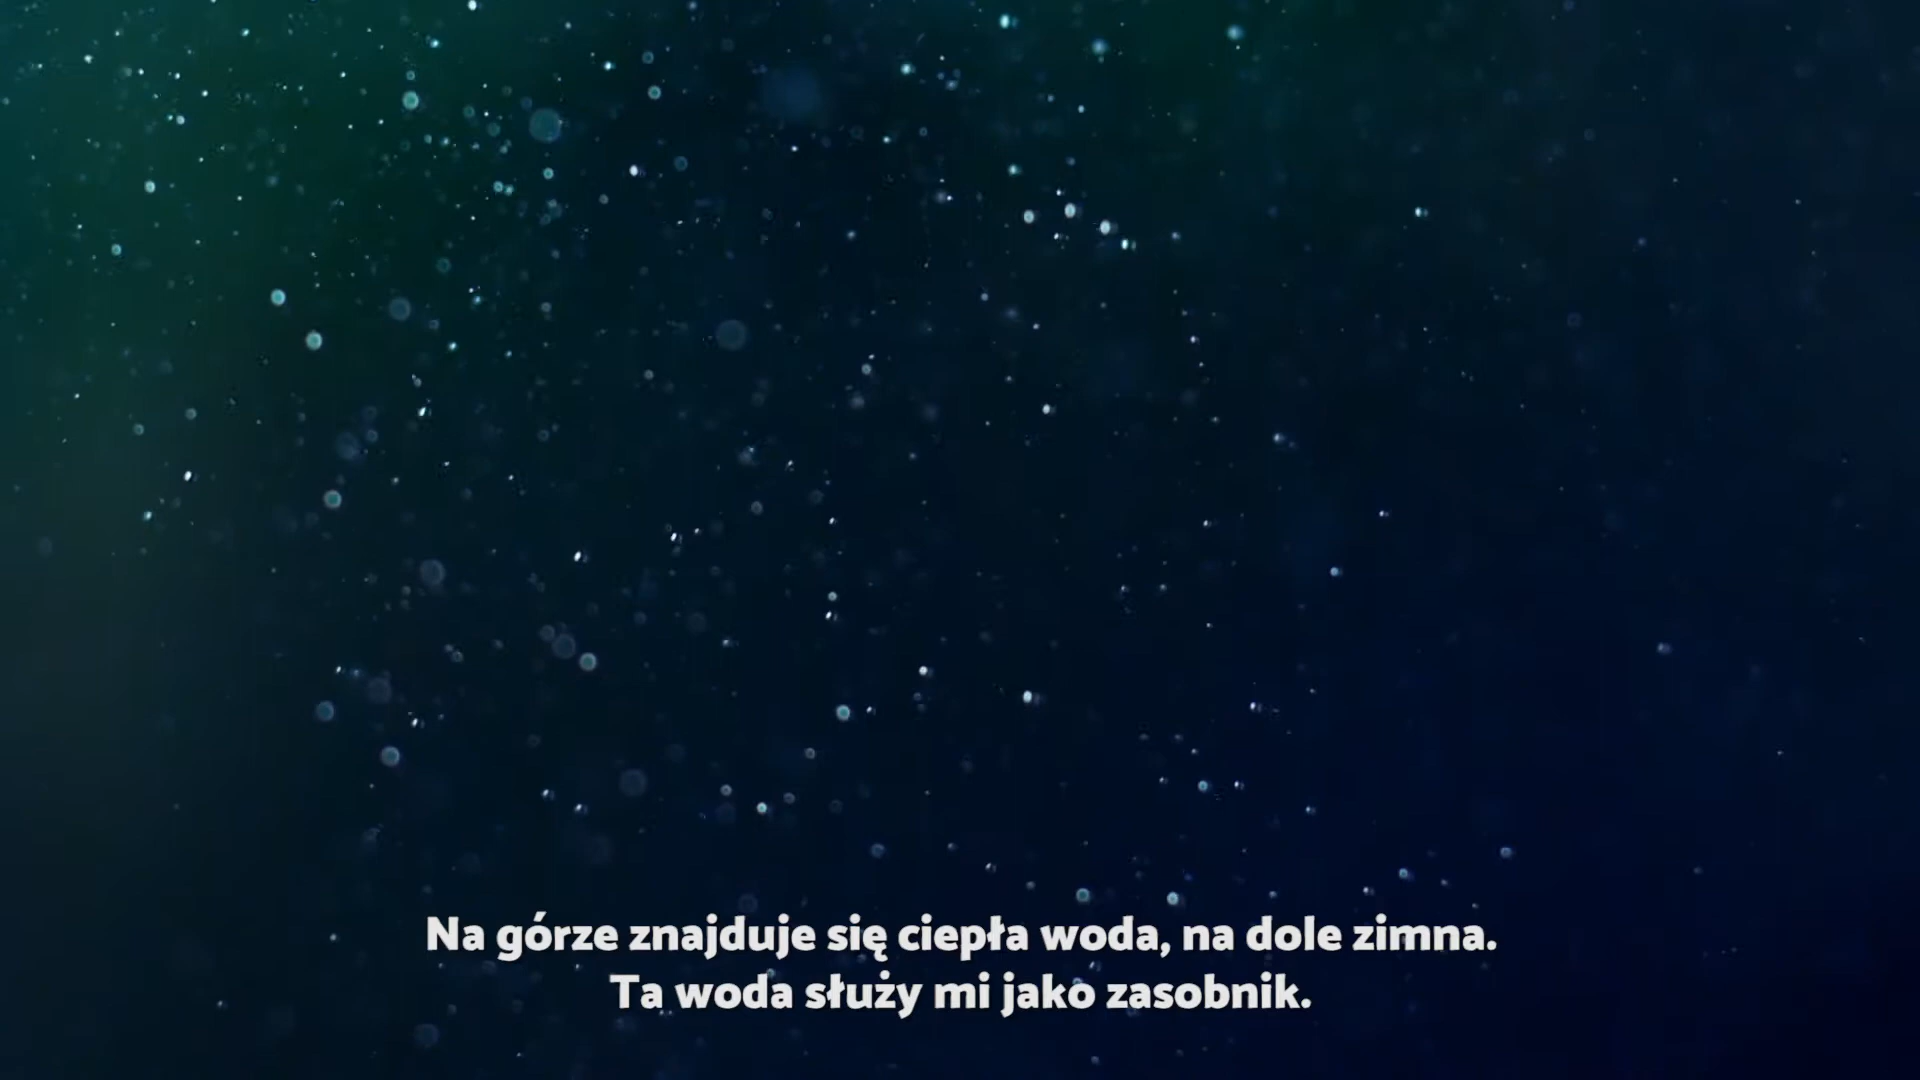 Na górze znajduje się ciepła woda, na dole zimna.
Ta woda służy mi jako zasobnik.